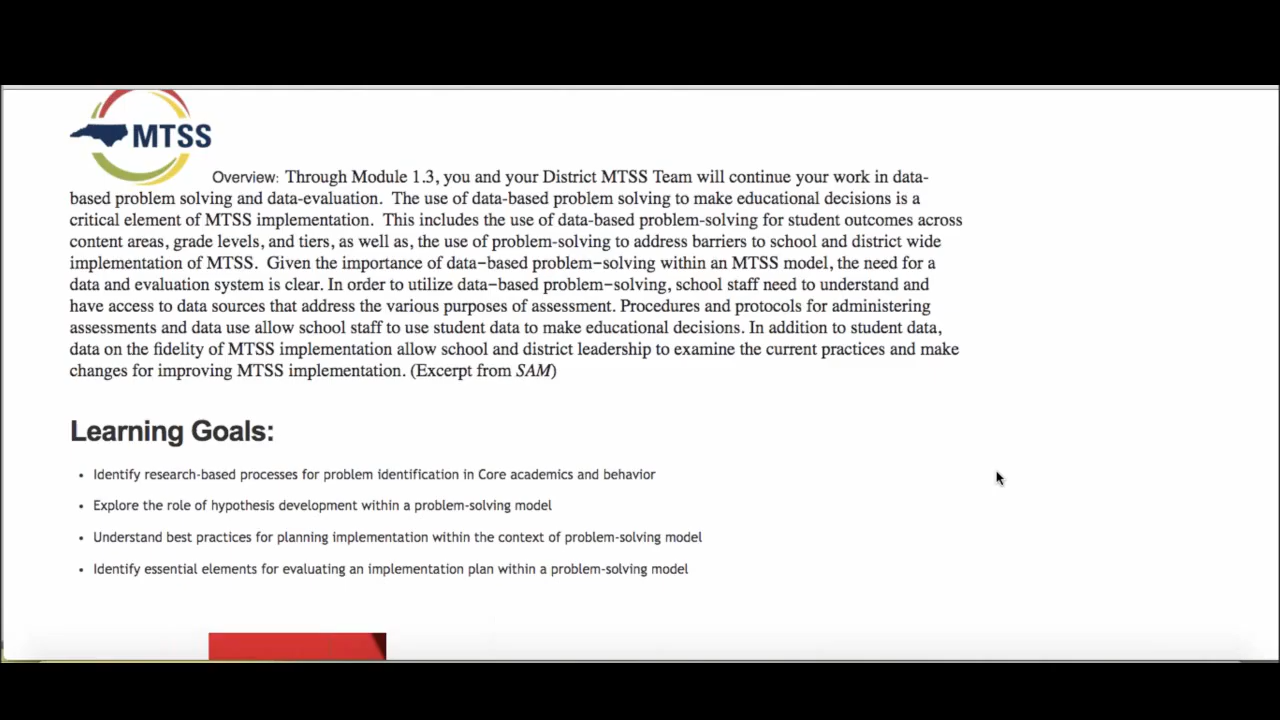 MTSS
Overview: Through Module 1.3, you and your District MTSS Team will continue your work in data-
based problem solving and data-evaluation.  The use of data-based problem solving to make educational decisions is a
critical element of MTSS implementation.  This includes the use of data-based problem-solving for student outcomes across
content areas, grade levels, and tiers, as well as, the use of problem-solving to address barriers to school and district wide
implementation of MTSS.  Given the importance of data−based problem−solving within an MTSS model, the need for a
data and evaluation system is clear. In order to utilize data−based problem−solving, school staff need to understand and
have access to data sources that address the various purposes of assessment. Procedures and protocols for administering
assessments and data use allow school staff to use student data to make educational decisions. In addition to student data,
data on the fidelity of MTSS implementation allow school and district leadership to examine the current practices and make
changes for improving MTSS implementation. (Excerpt from SAM)
Learning Goals:
• Identify research-based processes for problem identification in Core academics and behavior
• Explore the role of hypothesis development within a problem-solving model
• Understand best practices for planning implementation within the context of problem-solving model
• Identify essential elements for evaluating an implementation plan within a problem-solving model